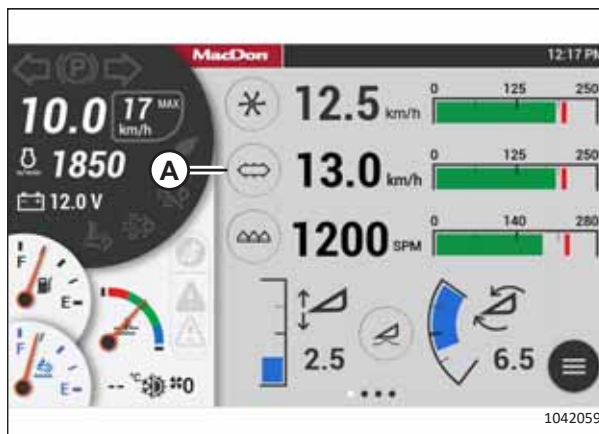 MacDon
12:17 PM
P
10.0 17 MAX km/h
1850
12.0 V
12.5 km/h
0 125 250
A
13.0 km/h
0 125 250
1200 SPM
0 140 280
F
E
F
E
-- °C 0
2.5
6.5
1042059